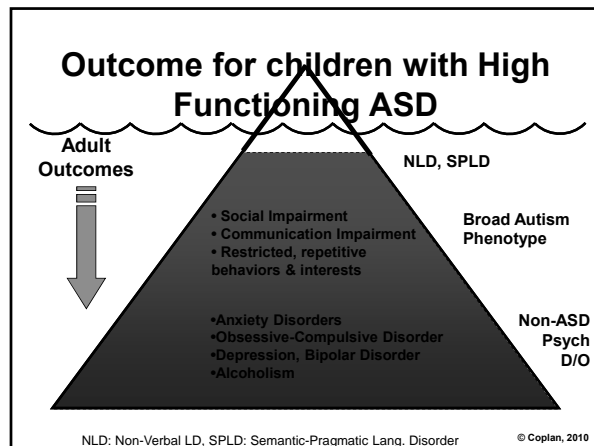 Outcome for children with High
Functioning ASD
Adult
Outcomes
NLD, SPLD
• Social Impairment
• Communication Impairment
• Restricted, repetitive
behaviors & interests
Broad Autism
Phenotype
•Anxiety Disorders
•Obsessive-Compulsive Disorder
•Depression, Bipolar Disorder
•Alcoholism
Non-ASD
Psych
D/O
NLD: Non-Verbal LD, SPLD: Semantic-Pragmatic Lang. Disorder
© Coplan, 2010